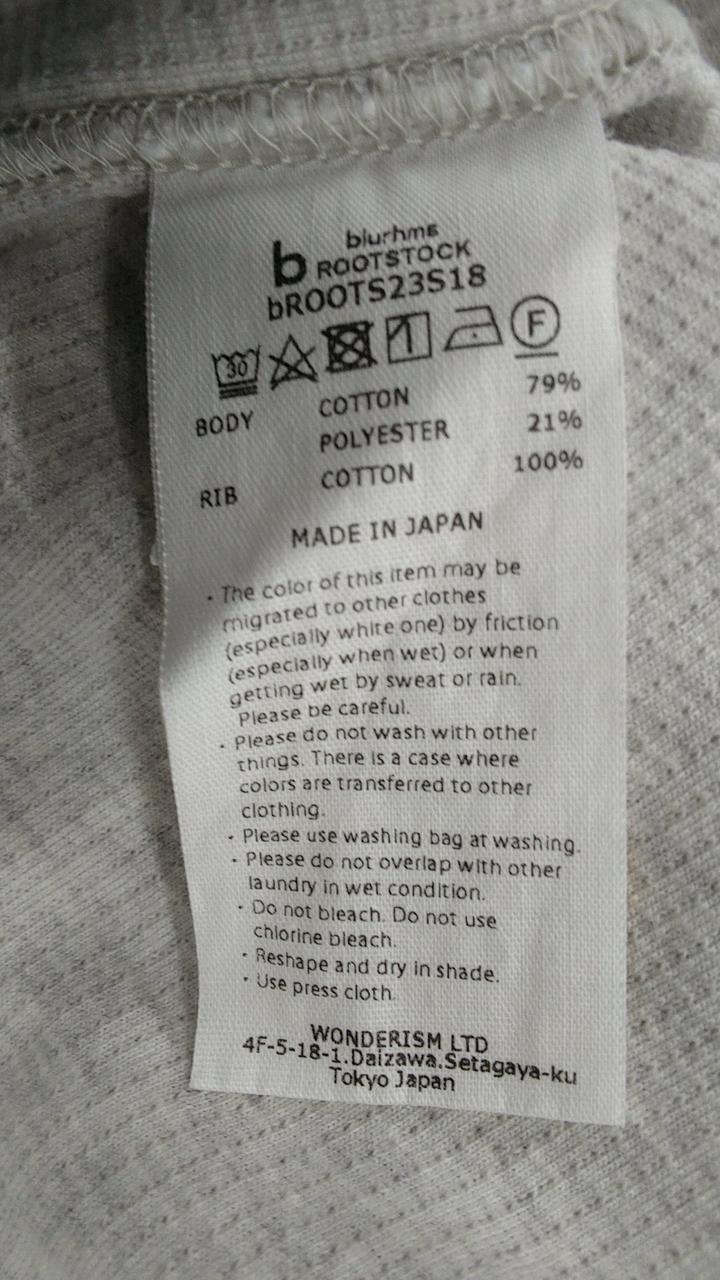 blurhms
b ROOTSTOCK
bROOTS23S18
30 F
BODY COTTON 79%
POLYESTER 21%
RIB COTTON 100%
MADE IN JAPAN
· The color of this item may be
migrated to other clothes
(especially white one) by friction
(especially when wet) or when
getting wet by sweat or rain.
Please be careful.
· Please do not wash with other
things. There is a case where
colors are transferred to other
clothing.
· Please use washing bag at washing.
· Please do not overlap with other
laundry in wet condition.
· Do not bleach. Do not use
chlorine bleach.
· Reshape and dry in shade.
· Use press cloth.
WONDERISM LTD
4F-5-18-1.Daizawa.Setagaya-ku
Tokyo Japan